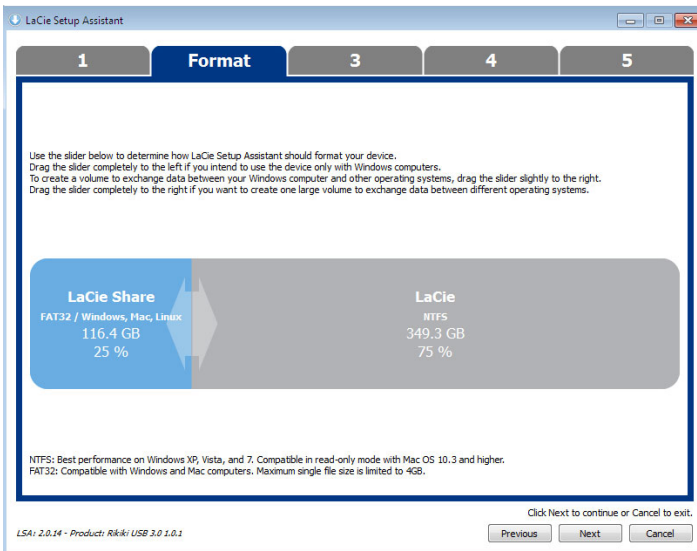 LaCie Setup Assistant
1 Format 3 4 5
Use the slider below to determine how LaCie Setup Assistant should format your device.
Drag the slider completely to the left if you intend to use the device only with Windows computers.
To create a volume to exchange data between your Windows computer and other operating systems, drag the slider slightly to the right.
Drag the slider completely to the right if you want to create one large volume to exchange data between different operating systems.
LaCie Share
FAT32 / Windows, Mac, Linux
116.4 GB
25 %
LaCie
NTFS
349.3 GB
75 %
NTFS: Best performance on Windows XP, Vista, and 7. Compatible in read-only mode with Mac OS 10.3 and higher.
FAT32: Compatible with Windows and Mac computers. Maximum single file size is limited to 4GB.
Click Next to continue or Cancel to exit.
LSA: 2.0.14 - Product: Rikiki USB 3.0 1.0.1
Previous Next Cancel